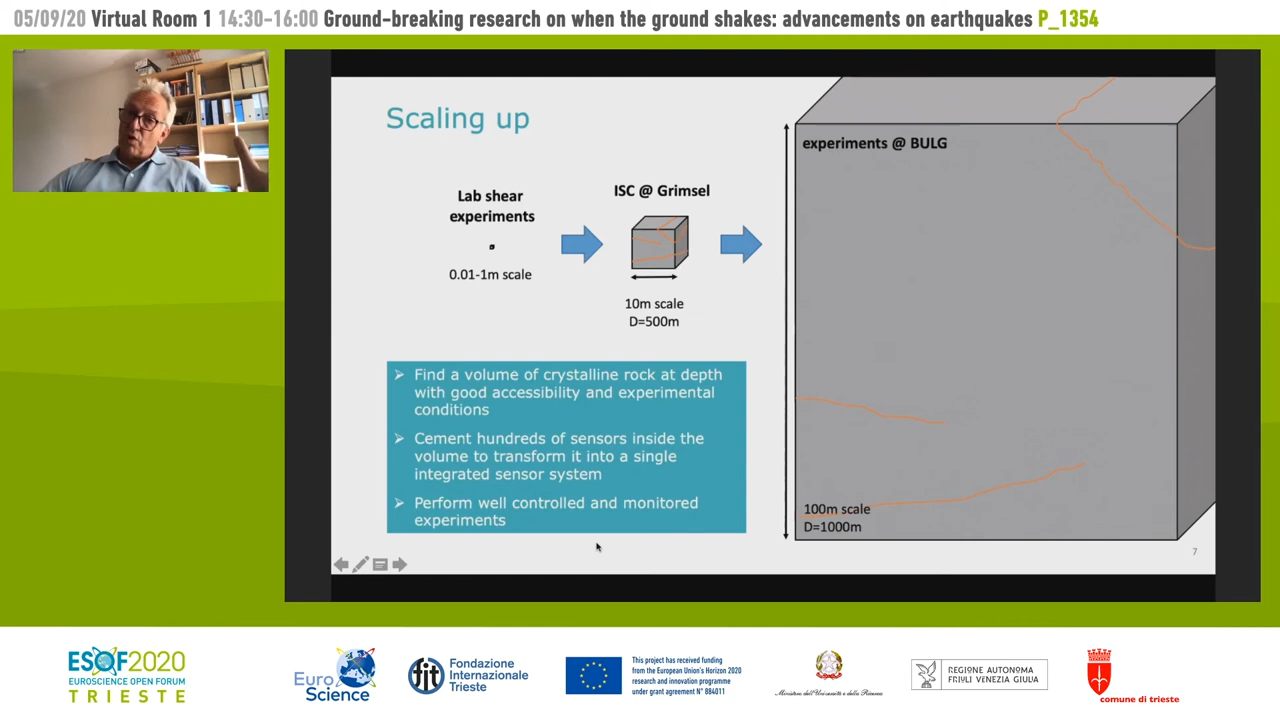 05/09/20 Virtual Room 1 14:30-16:00 Ground-breaking research on when the ground shakes: advancements on earthquakes P_1354
Scaling up
Lab shear
experiments
0.01-1m scale
ISC @ Grimsel
10m scale
D=500m
experiments @ BULG
100m scale
D=1000m
➢ Find a volume of crystalline rock at depth
with good accessibility and experimental
conditions
➢ Cement hundreds of sensors inside the
volume to transform it into a single
integrated sensor system
➢ Perform well controlled and monitored
experiments
7
ESOF2020
EUROSCIENCE OPEN FORUM
TRIESTE
Euro
Science
fit
Fondazione
Internazionale
Trieste
This project has received funding
from the European Union's Horizon 2020
research and innovation programme
under grant agreement N° 884011
Ministero dell'Università e della Ricerca
REGIONE AUTONOMA
FRIULI VENEZIA GIULIA
comune di trieste